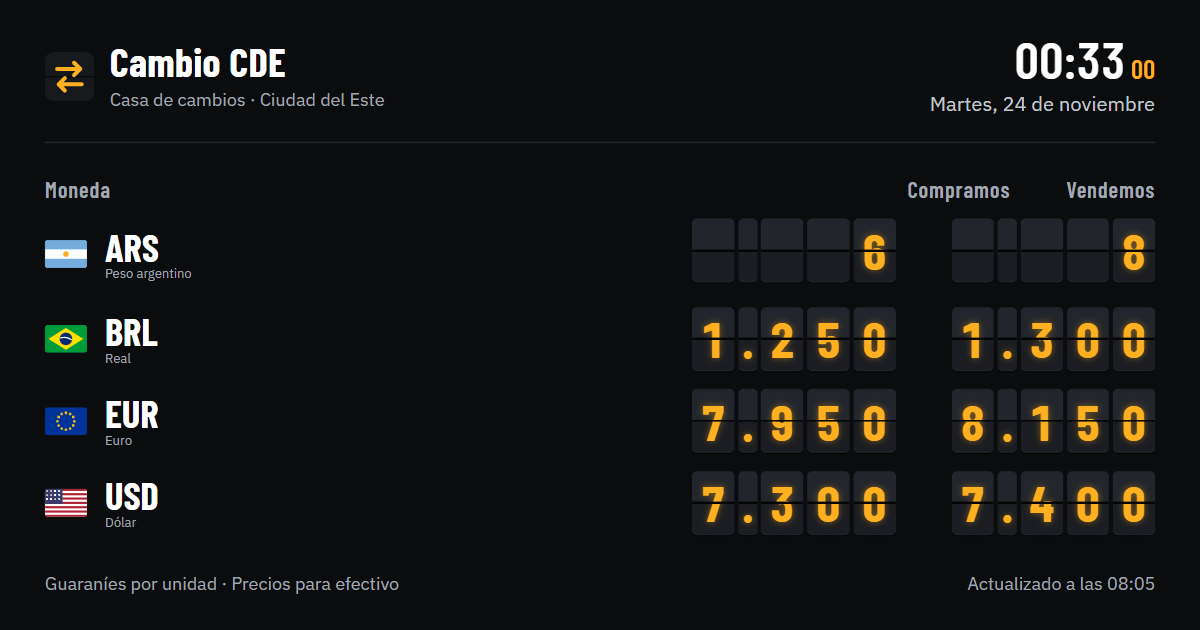 Cambio CDE
Casa de cambios · Ciudad del Este
00:33 00
Martes, 24 de noviembre
Moneda Compramos Vendemos
ARS 6 8
Peso argentino
BRL 1.250 1.300
Real
EUR 7.950 8.150
Euro
USD 7.300 7.400
Dólar
Guaraníes por unidad · Precios para efectivo
Actualizado a las 08:05